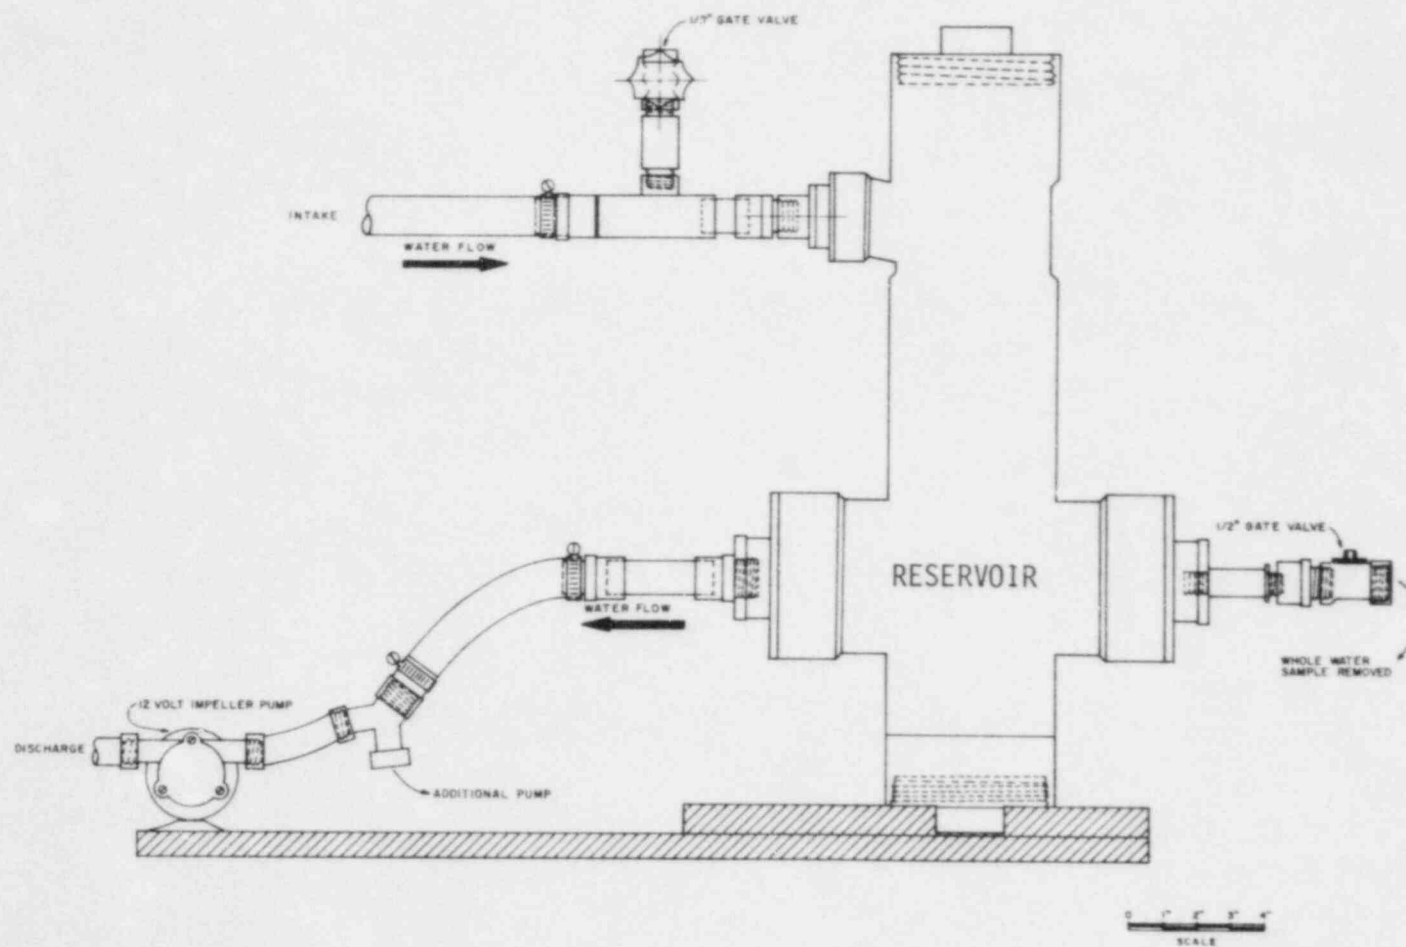 1/2" GATE VALVE
INTAKE
WATER FLOW
RESERVOIR
1/2" GATE VALVE
WATER FLOW
WHOLE WATER
SAMPLE REMOVED
12 VOLT IMPELLER PUMP
DISCHARGE
ADDITIONAL PUMP
0 1" 2" 3" 4"
SCALE